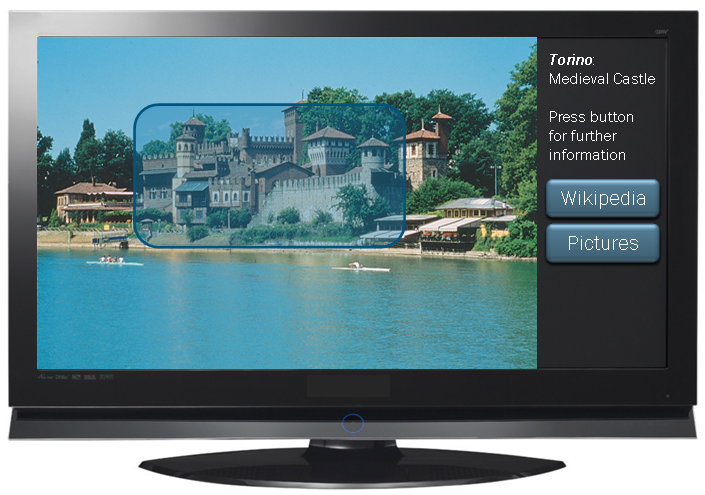 Torino:
Medieval Castle
Press button
for further
information
Wikipedia
Pictures